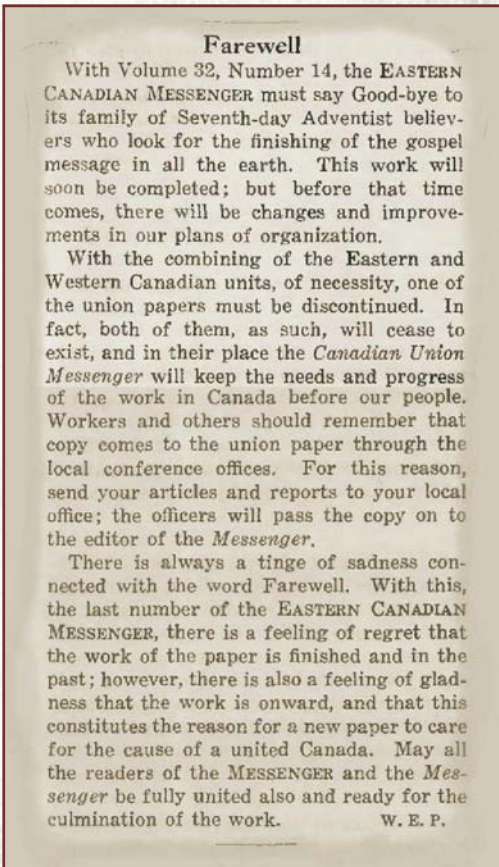 Farewell
With Volume 32, Number 14, the EASTERN
CANADIAN MESSENGER must say Good-bye to
its family of Seventh-day Adventist believ-
ers who look for the finishing of the gospel
message in all the earth. This work will
soon be completed; but before that time
comes, there will be changes and improve-
ments in our plans of organization.
With the combining of the Eastern and
Western Canadian units, of necessity, one of
the union papers must be discontinued. In
fact, both of them, as such, will cease to
exist, and in their place the Canadian Union
Messenger will keep the needs and progress
of the work in Canada before our people.
Workers and others should remember that
copy comes to the union paper through the
local conference offices. For this reason,
send your articles and reports to your local
office; the officers will pass the copy on to
the editor of the Messenger.
There is always a tinge of sadness con-
nected with the word Farewell. With this,
the last number of the EASTERN CANADIAN
MESSENGER, there is a feeling of regret that
the work of the paper is finished and in the
past; however, there is also a feeling of glad-
ness that the work is onward, and that this
constitutes the reason for a new paper to care
for the cause of a united Canada. May all
the readers of the MESSENGER and the Mes-
senger be fully united also and ready for the
culmination of the work. W. E. P.